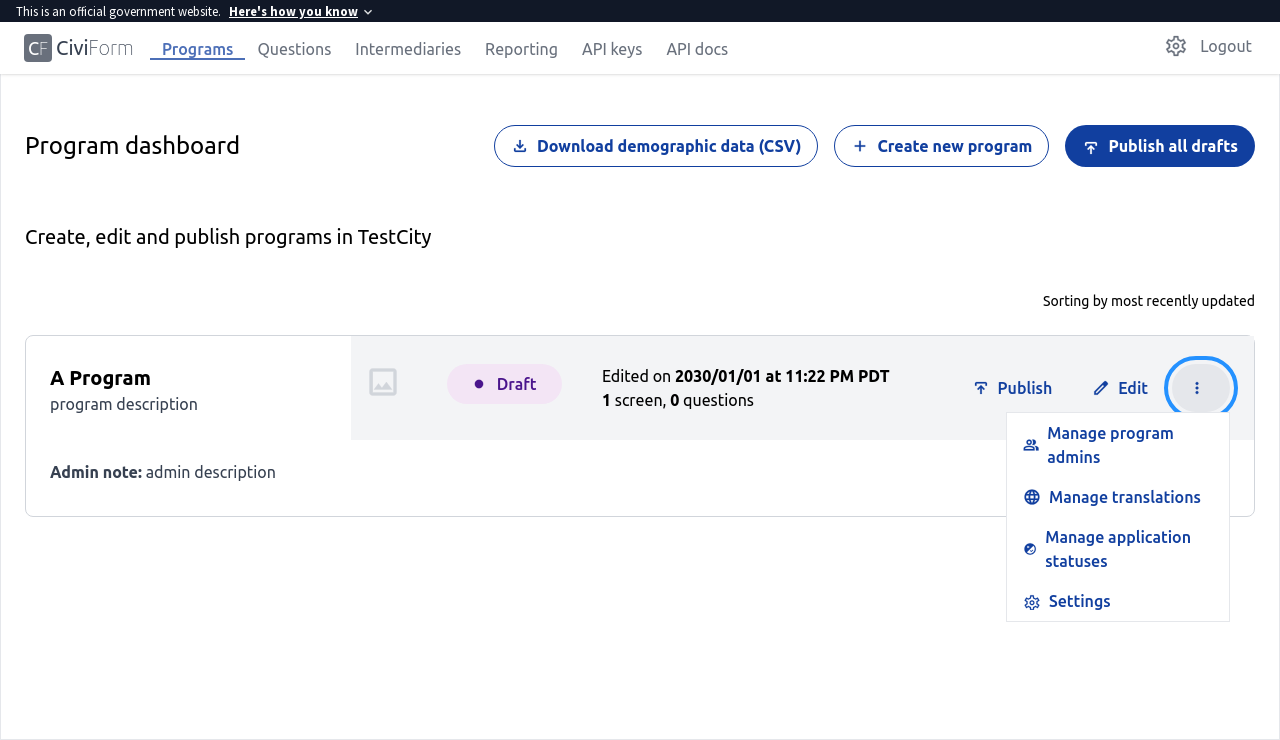 This is an official government website. Here's how you know
CF CiviForm Programs Questions Intermediaries Reporting API keys API docs Logout
Program dashboard
Download demographic data (CSV)
Create new program
Publish all drafts
Create, edit and publish programs in TestCity
Sorting by most recently updated
A Program
program description
Draft
Edited on 2030/01/01 at 11:22 PM PDT
1 screen, 0 questions
Publish
Edit
Admin note: admin description
Manage program
admins
Manage translations
Manage application
statuses
Settings